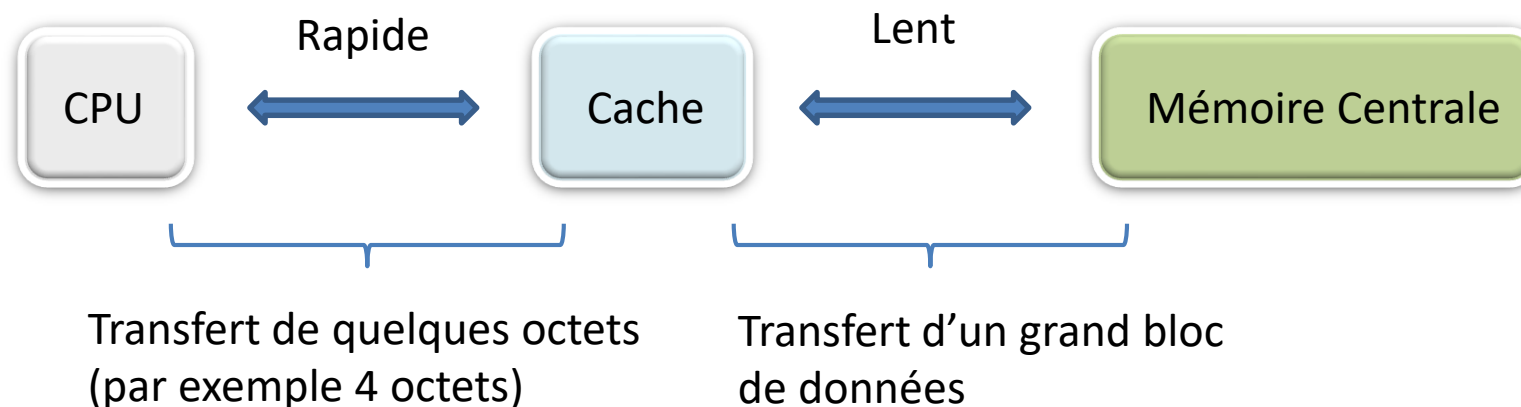 Rapide
Lent
CPU
Cache
Mémoire Centrale
Transfert de quelques octets
(par exemple 4 octets)
Transfert d’un grand bloc
de données